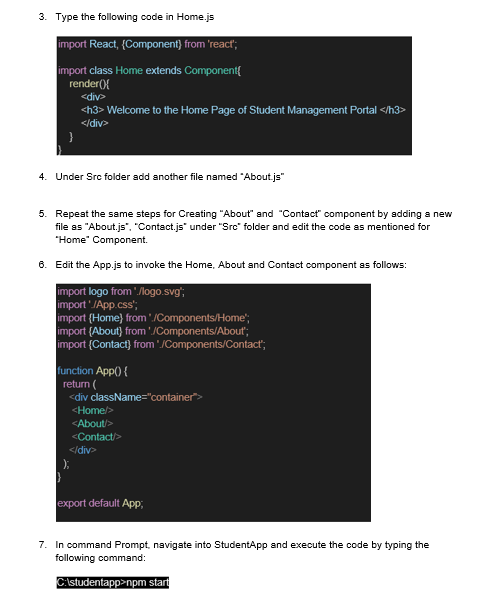 3. Type the following code in Home.js
import React, {Component} from 'react';
import class Home extends Component{
render(){
<div>
<h3> Welcome to the Home Page of Student Management Portal </h3>
</div>
}
}
4. Under Src folder add another file named "About.js"
5. Repeat the same steps for Creating "About" and "Contact" component by adding a new
file as "About.js", "Contact.js" under "Src" folder and edit the code as mentioned for
"Home" Component.
6. Edit the App.js to invoke the Home, About and Contact component as follows:
import logo from './logo.svg';
import './App.css';
import {Home} from './Components/Home';
import {About} from './Components/About';
import {Contact} from './Components/Contact';
function App() {
return (
<div className="container">
<Home/>
<About/>
<Contact/>
</div>
);
}
export default App;
7. In command Prompt, navigate into StudentApp and execute the code by typing the
following command:
C:\studentapp>npm start